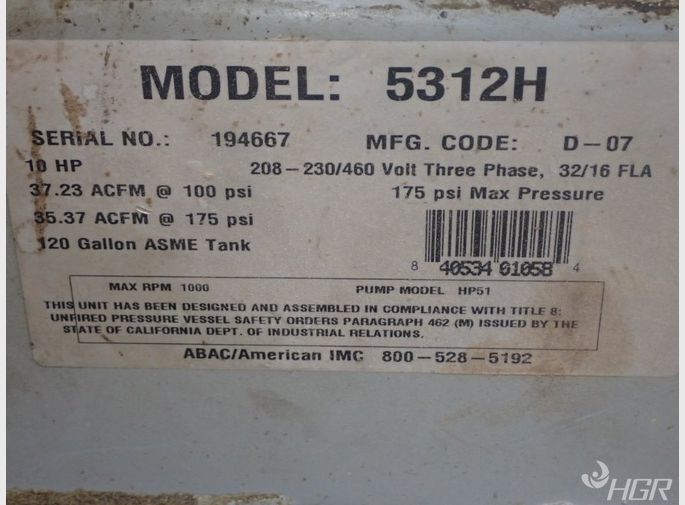 MODEL: 5312H
SERIAL NO.: 194667 MFG. CODE: D-07
10 HP 208-230/460 Volt Three Phase, 32/16 FLA
37.23 ACFM @ 100 psi 175 psi Max Pressure
35.37 ACFM @ 175 psi
120 Gallon ASME Tank
8 40534 01058 4
MAX RPM 1000 PUMP MODEL HP51
THIS UNIT HAS BEEN DESIGNED AND ASSEMBLED IN COMPLIANCE WITH TITLE 8:
UNFIRED PRESSURE VESSEL SAFETY ORDERS PARAGRAPH 462 (M) ISSUED BY THE
STATE OF CALIFORNIA DEPT. OF INDUSTRIAL RELATIONS.
ABAC/American IMC 800-528-5192
HGR